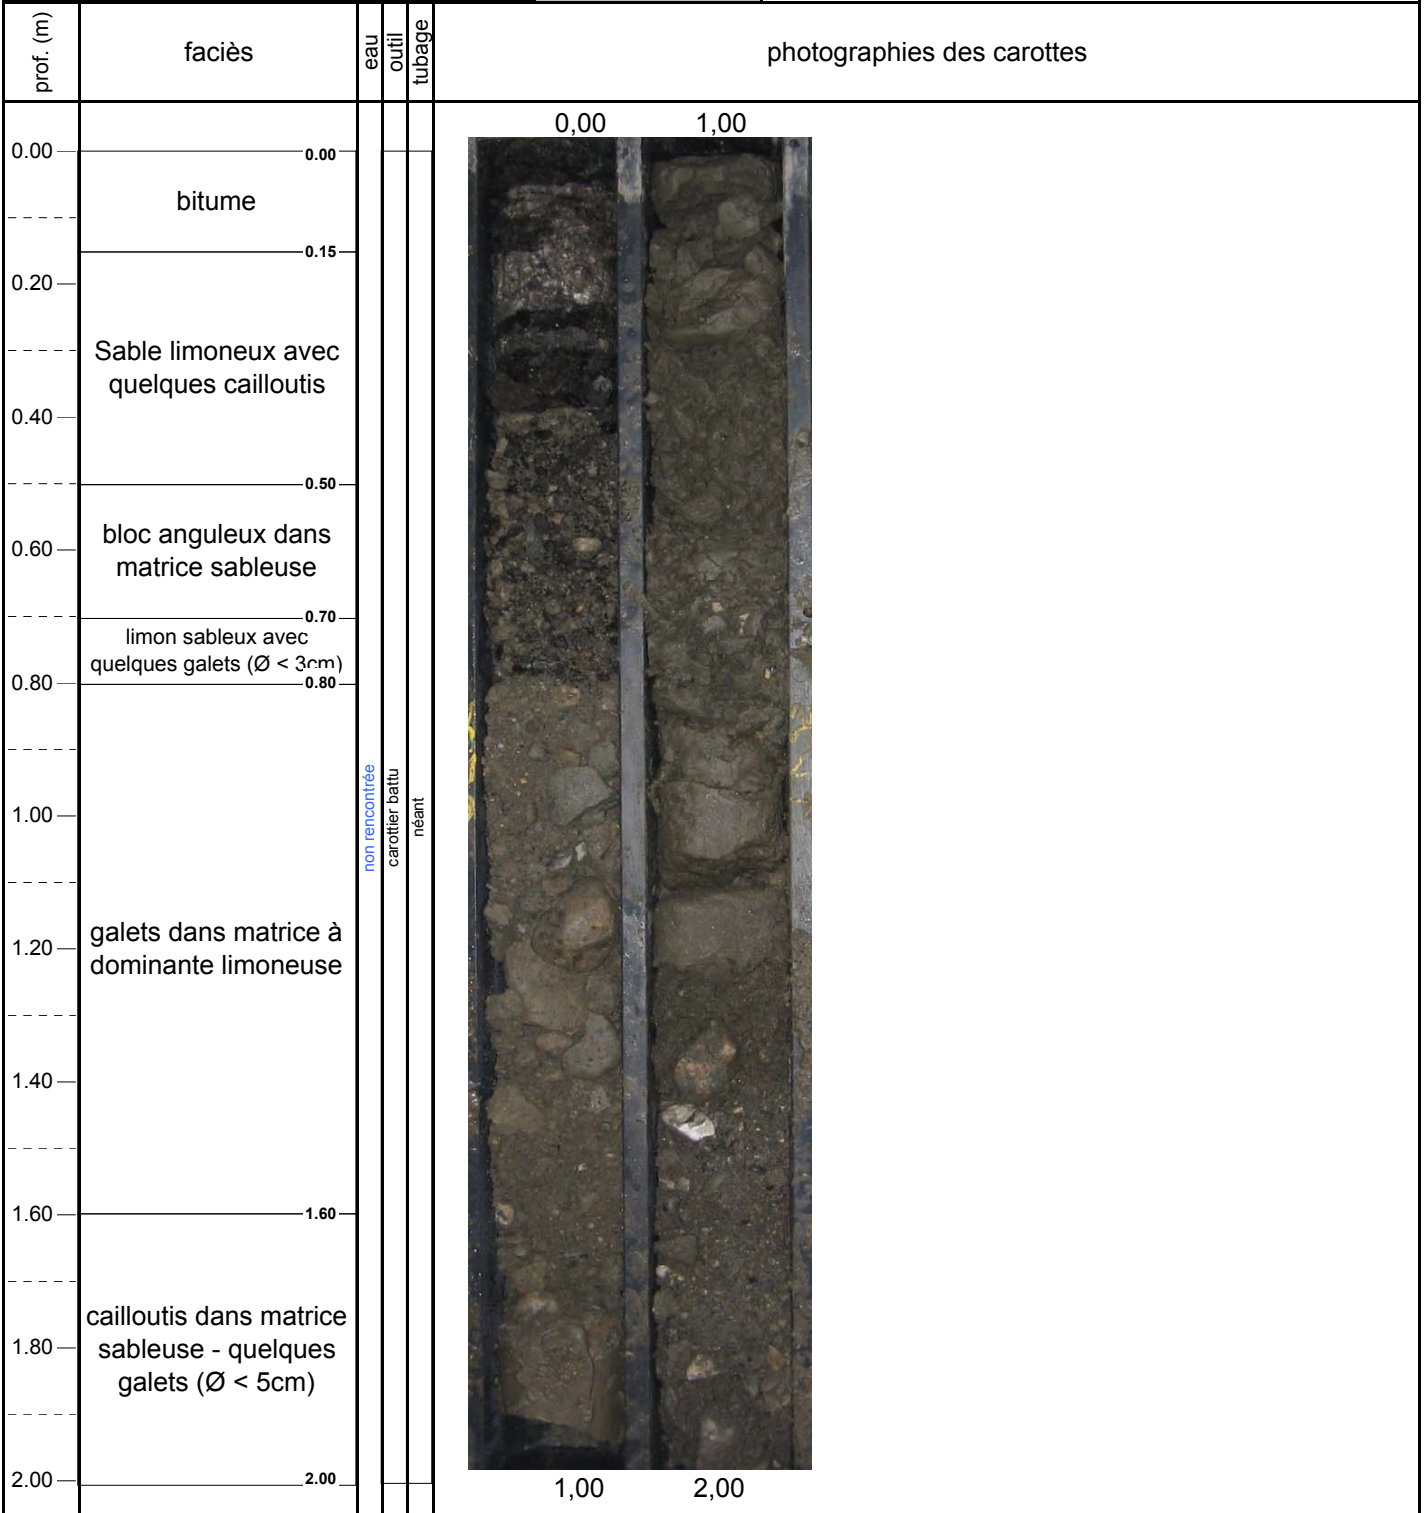 prof. (m)
faciès
eau
outil
tubage
photographies des carottes
0,00 1,00
0.00
0.00
bitume
0.15
0.20
Sable limoneux avec
quelques cailloutis
0.40
0.50
bloc anguleux dans
matrice sableuse
0.60
0.70
limon sableux avec
quelques galets (Ø < 3cm)
0.80
0.80
non rencontrée
carottier battu
néant
1.00
galets dans matrice à
dominante limoneuse
1.20
1.40
1.60
1.60
cailloutis dans matrice
sableuse - quelques
galets (Ø < 5cm)
1.80
2.00
2.00
1,00 2,00